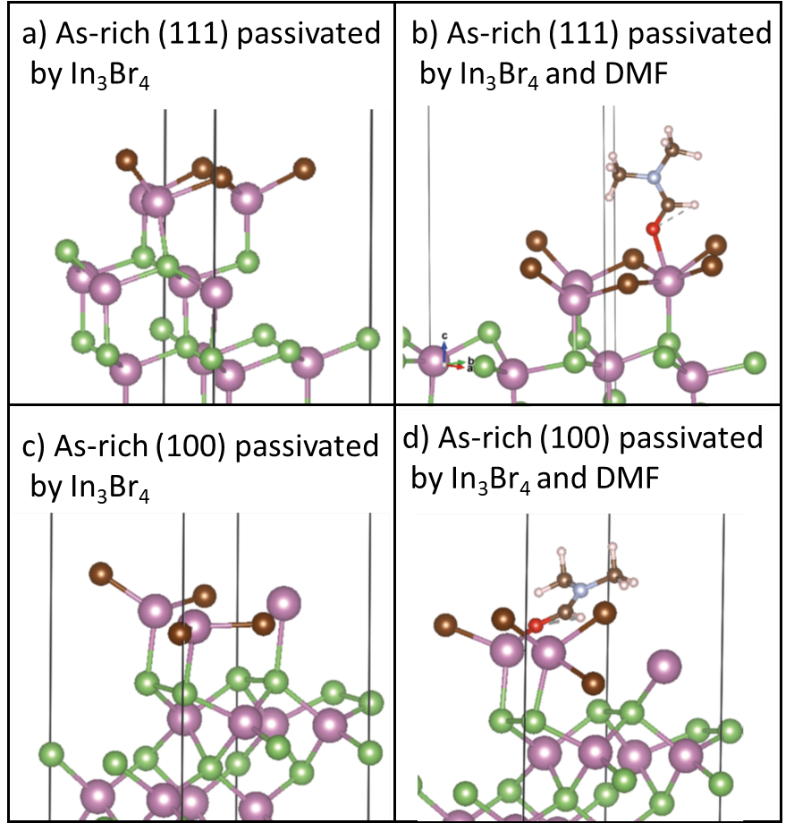 a) As-rich (111) passivated
by In₃Br₄
b) As-rich (111) passivated
by In₃Br₄ and DMF
c
b
a
c) As-rich (100) passivated
by In₃Br₄
d) As-rich (100) passivated
by In₃Br₄ and DMF